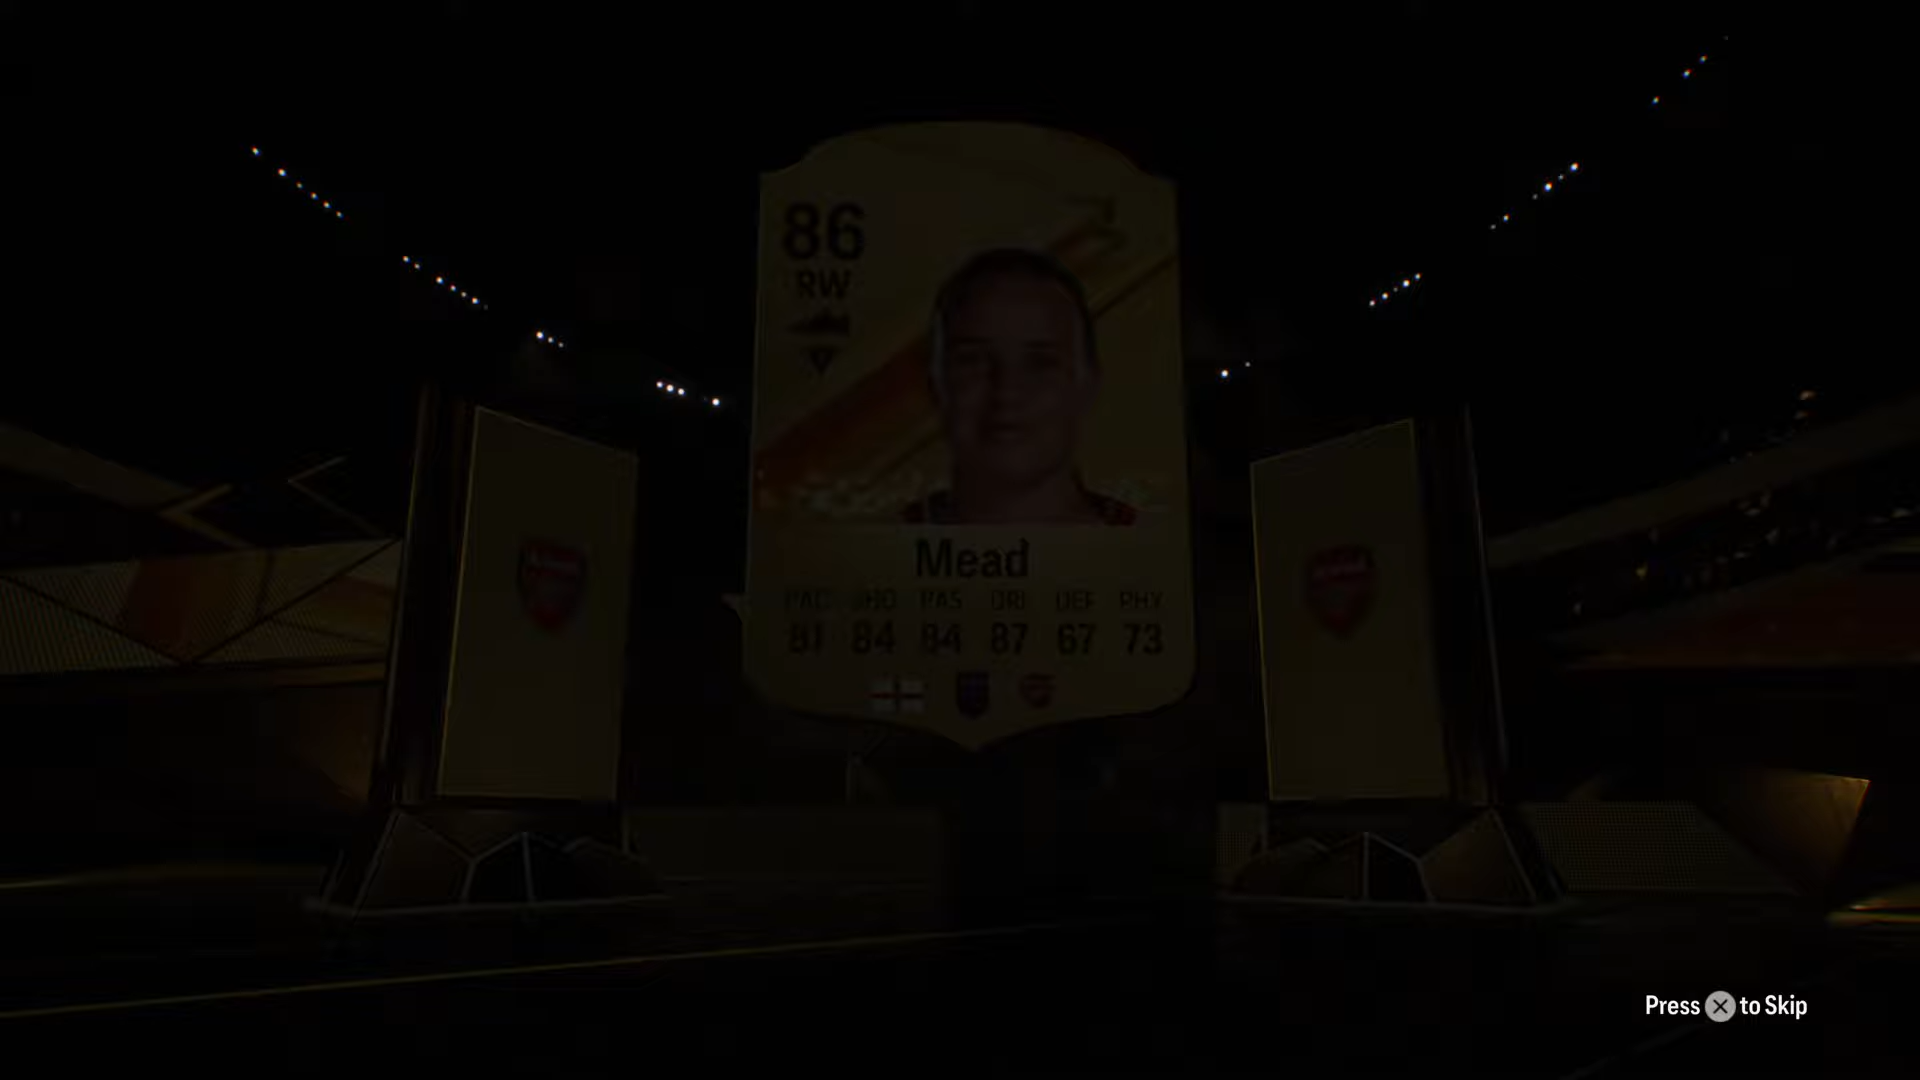 86
RW
Mead
PAC SHO PAS DRI DEF PHY
81 84 84 87 67 73
Press X to Skip